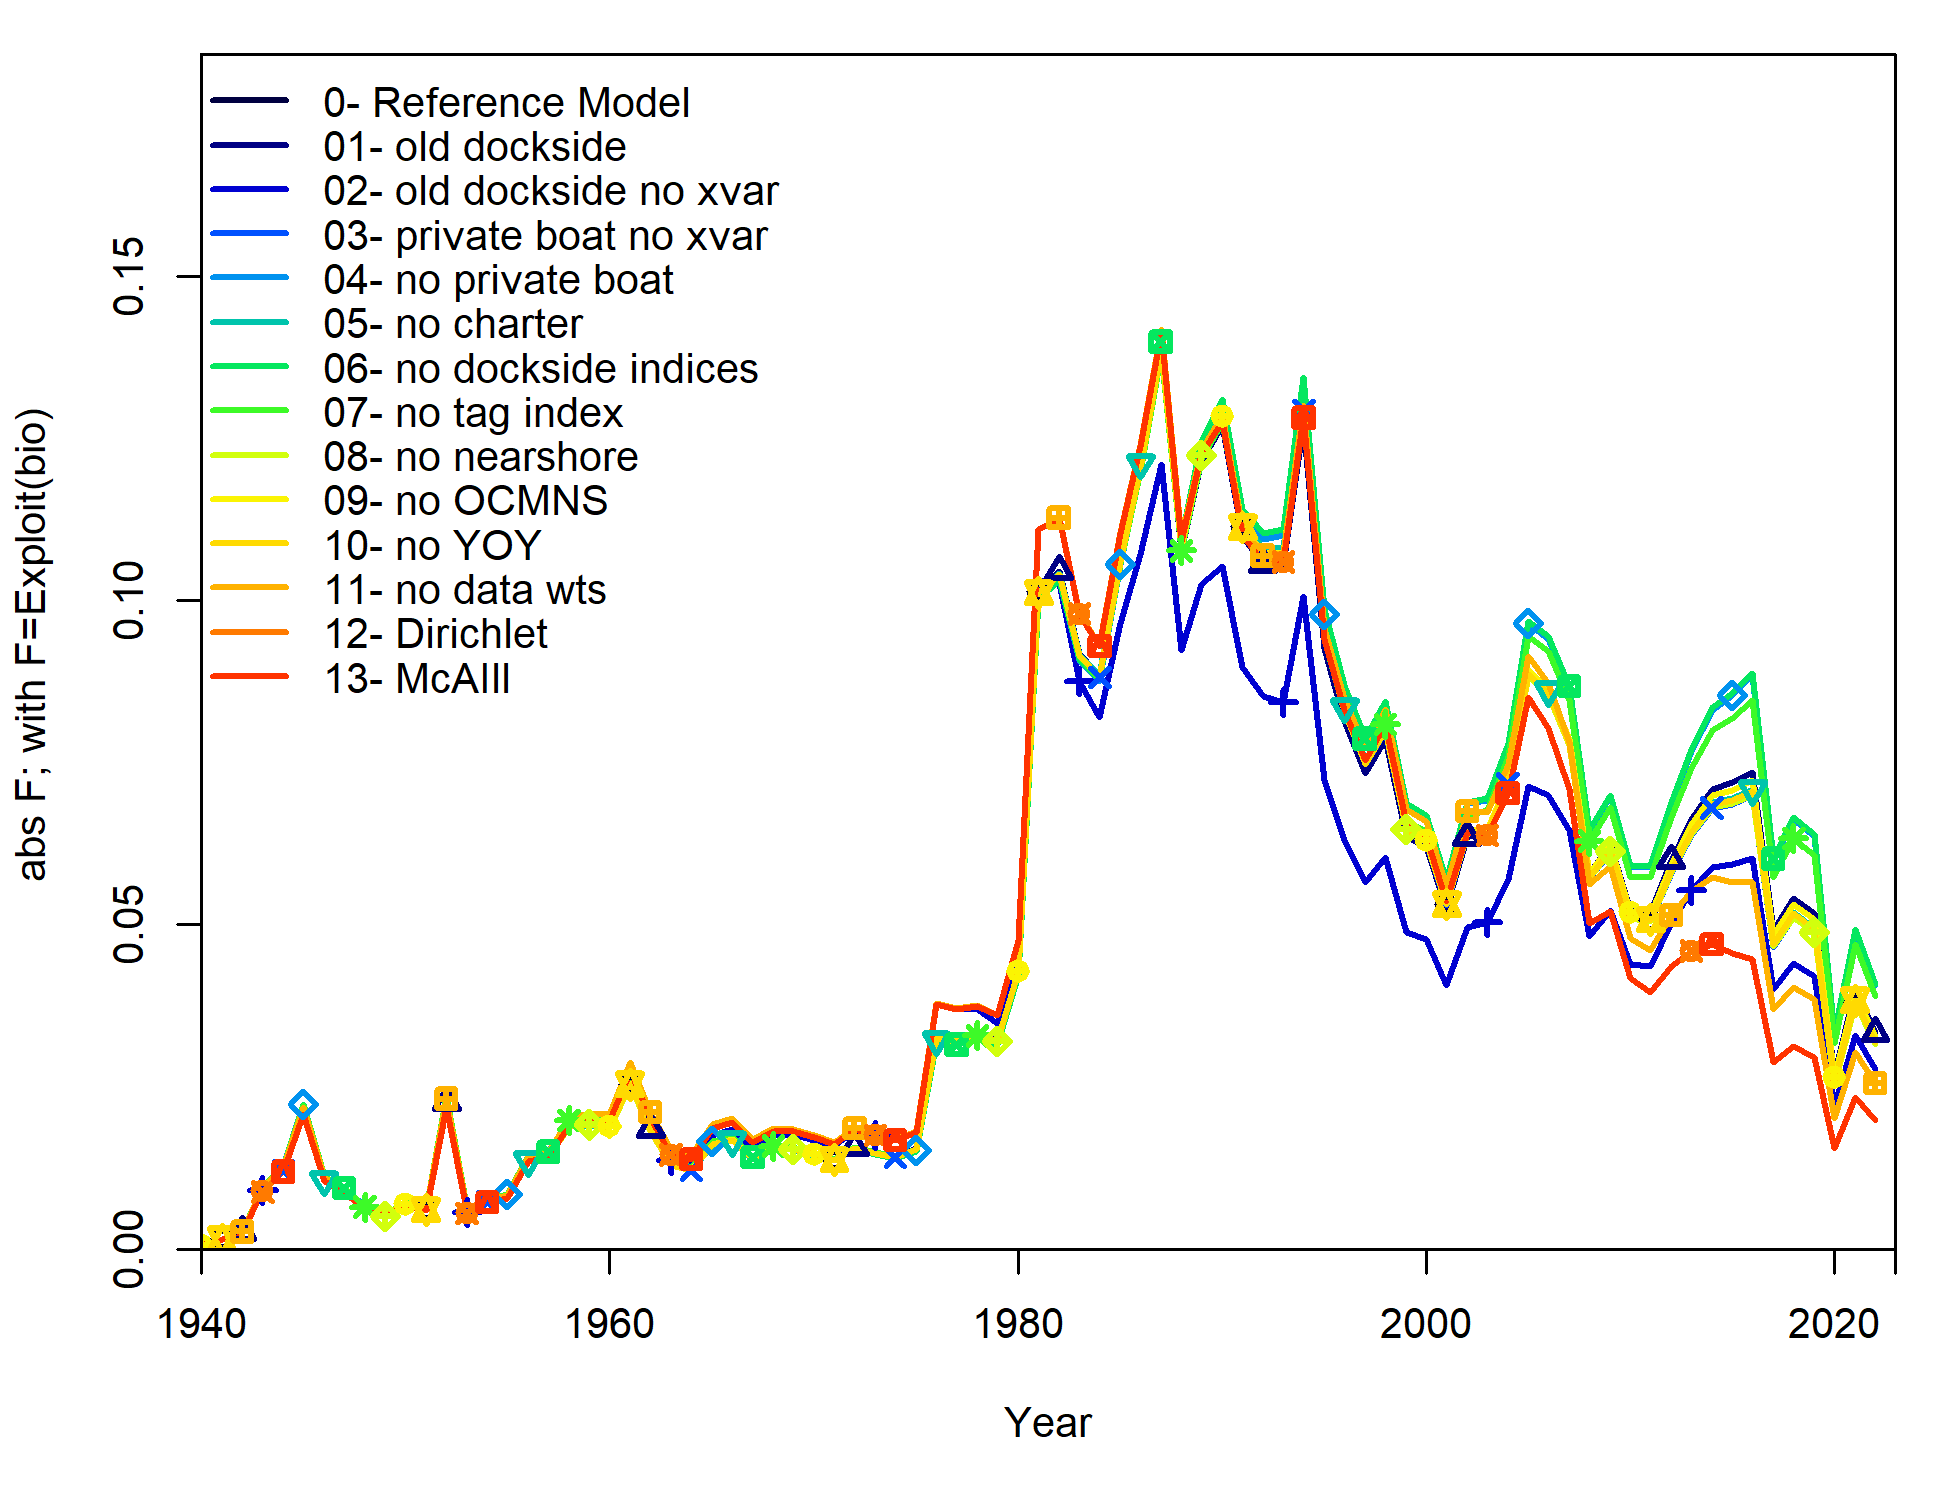 0- Reference Model
01- old dockside
02- old dockside no xvar
03- private boat no xvar
04- no private boat
05- no charter
06- no dockside indices
07- no tag index
08- no nearshore
09- no OCMNS
10- no YOY
11- no data wts
12- Dirichlet
13- McAlll
abs F; with F=Exploit(bio)
0.15
0.10
0.05
0.00
1940 1960 1980 2000 2020
Year